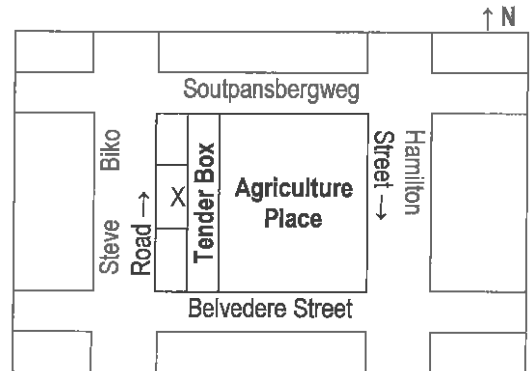 ↑ N
Soutpansbergweg
Steve Biko
Road →
X
Tender Box
Agriculture
Place
Hamilton
Street →
Belvedere Street